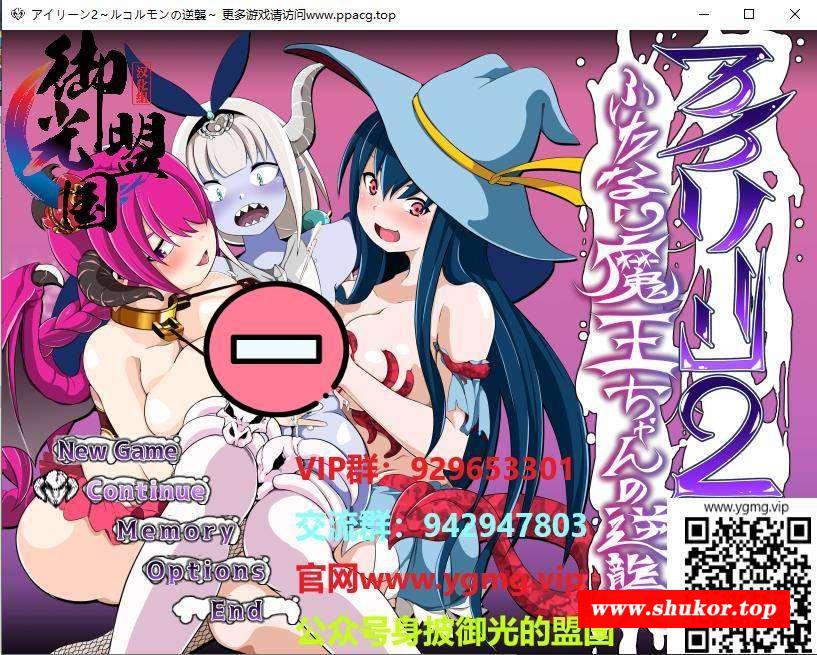 アイリーン2～ルコルモンの逆襲～ 更多游戏请访问www.ppacg.top
御光盟国
汉化组
アイリーン2
ふたなり魔王ちゃんの逆襲
New Game
Continue
Memory
Options
End
VIP群：929653301
交流群：942947803
官网www.ygmg.vip
公众号身披御光的盟国
www.ygmg.vip
www.shukor.top